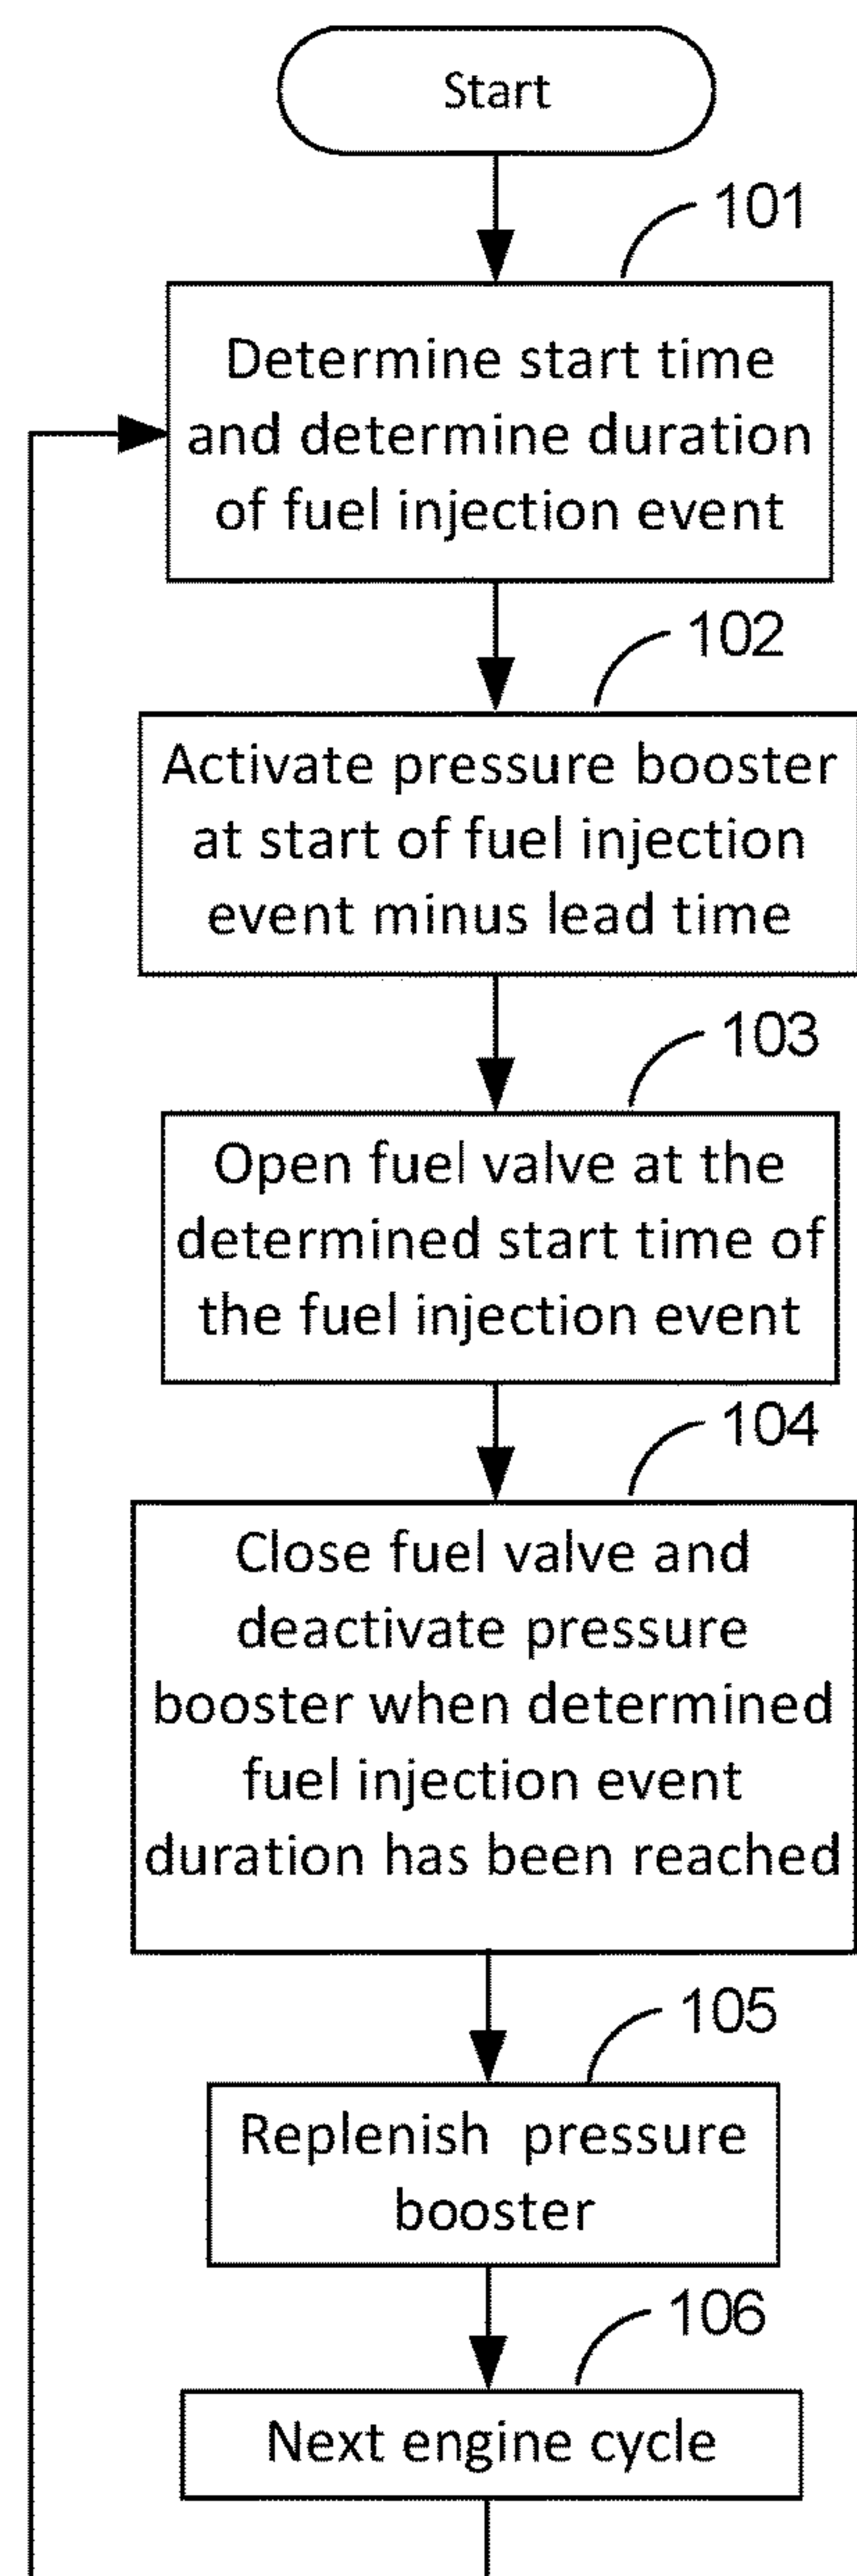 Start
101
Determine start time
and determine duration
of fuel injection event
102
Activate pressure booster
at start of fuel injection
event minus lead time
103
Open fuel valve at the
determined start time of
the fuel injection event
104
Close fuel valve and
deactivate pressure
booster when determined
fuel injection event
duration has been reached
105
Replenish pressure
booster
106
Next engine cycle